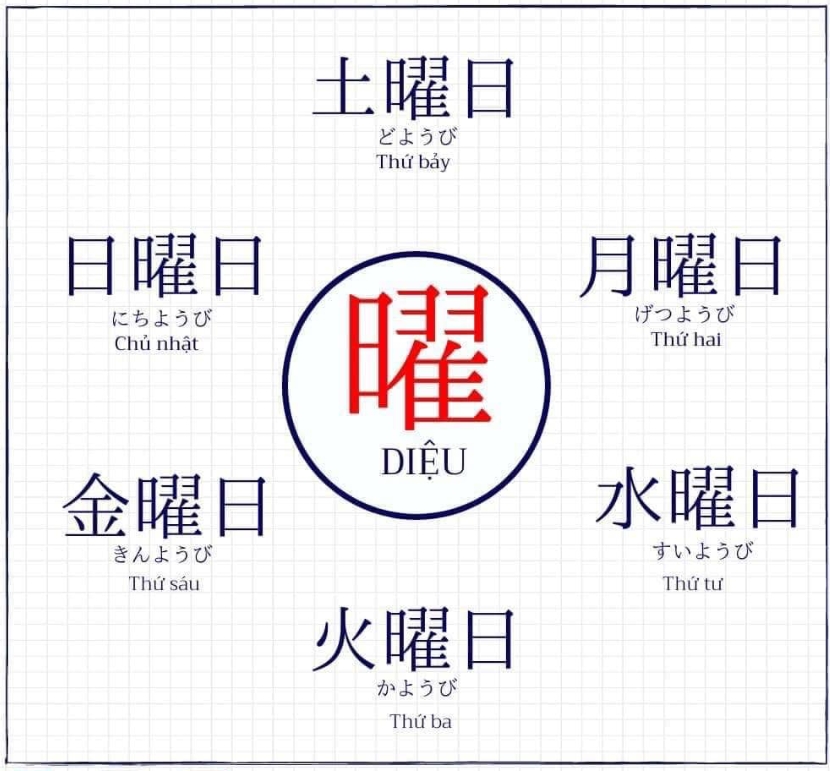 土曜日
どようび
Thứ bảy
日曜日
にちようび
Chủ nhật
月曜日
げつようび
Thứ hai
曜
DIỆU
金曜日
きんようび
Thứ sáu
水曜日
すいようび
Thứ tư
火曜日
かようび
Thứ ba